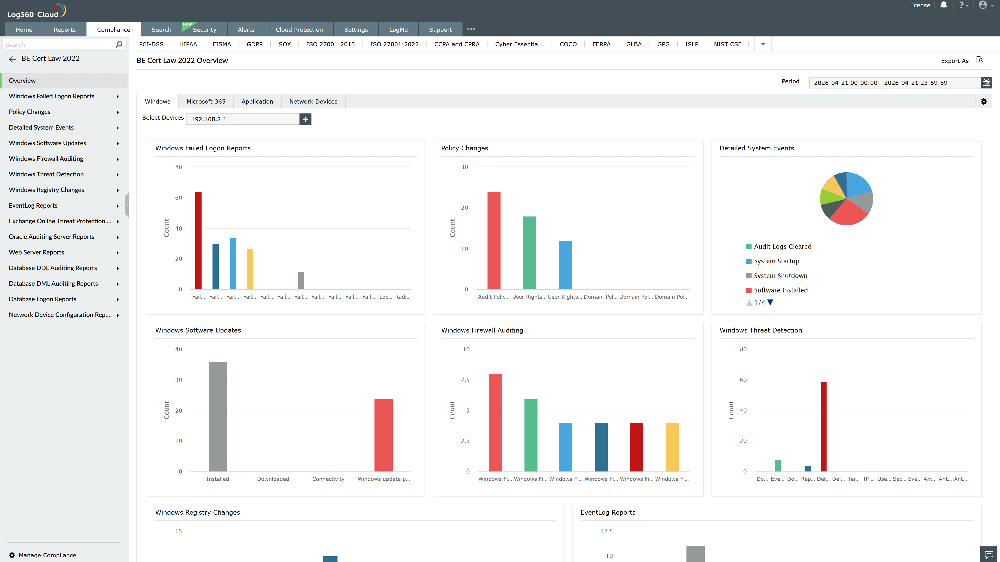 Log360 Cloud
License
?
Home
Reports
Compliance
Search
NEW
Security
Alerts
Cloud Protection
Settings
LogMe
Support
•••
Search
PCI-DSS
HIPAA
FISMA
GDPR
SOX
ISO 27001:2013
ISO 27001:2022
CCPA and CPRA
Cyber Essentia...
COCO
FERPA
GLBA
GPG
ISLP
NIST CSF
BE Cert Law 2022
Overview
Windows Failed Logon Reports
Policy Changes
Detailed System Events
Windows Software Updates
Windows Firewall Auditing
Windows Threat Detection
Windows Registry Changes
EventLog Reports
Exchange Online Threat Protection ...
Oracle Auditing Server Reports
Web Server Reports
Database DDL Auditing Reports
Database DML Auditing Reports
Database Logon Reports
Network Device Configuration Rep...
Manage Compliance
BE Cert Law 2022 Overview
Export As
Period
2026-04-21 00:00:00 - 2026-04-21 23:59:59
Windows
Microsoft 365
Application
Network Devices
Select Devices
192.168.2.1
+
Windows Failed Logon Reports
80
60
40
20
0
Count
Fail...
Fail...
Fail...
Fail...
Fail...
Fail...
Fail...
Fail...
Fail...
Fail...
Fail...
Loc...
Radi...
Policy Changes
30
20
10
0
Count
Audit Polic...
User Rights...
User Rights...
Domain Pol...
Domain Pol...
Domain Pol...
Detailed System Events
Audit Logs Cleared
System Startup
System Shutdown
Software Installed
1/4
Windows Software Updates
40
30
20
10
0
Count
Installed
Downloaded
Connectivity
Windows update p...
Windows Firewall Auditing
10
7.5
5
2.5
0
Count
Windows Fi...
Windows Fi...
Windows Fi...
Windows Fi...
Windows Fi...
Windows Fi...
Windows Threat Detection
80
60
40
20
0
Count
Do...
Eve...
Do...
Rep...
Def...
Def...
Ter...
IP ...
Use...
Sec...
Eve...
Ant...
Ant...
Ant...
Windows Registry Changes
15
EventLog Reports
12.5
10